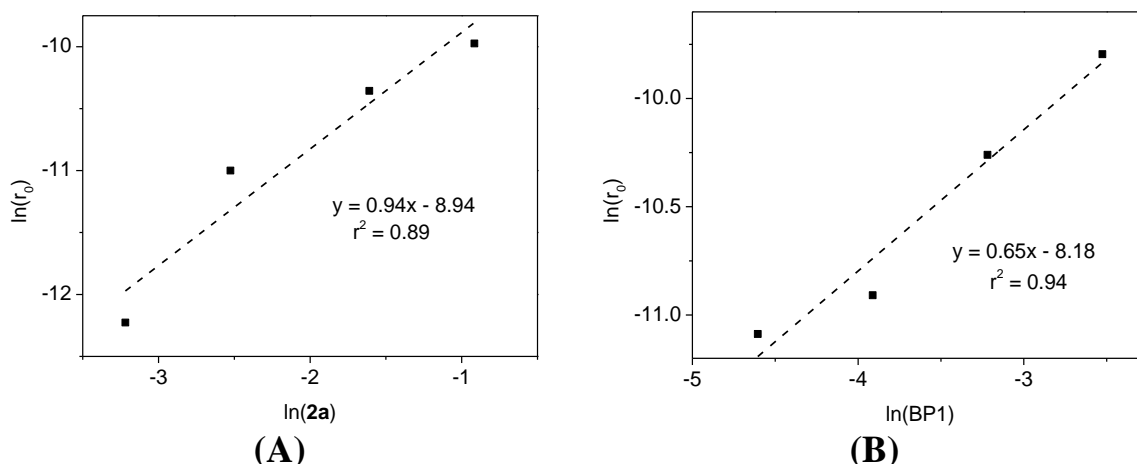 -10
-11
-12
ln(r₀)
y = 0.94x - 8.94
r² = 0.89
-3 -2 -1
ln(2a)
(A)
-10.0
-10.5
-11.0
ln(r₀)
y = 0.65x - 8.18
r² = 0.94
-5 -4 -3
ln(BP1)
(B)